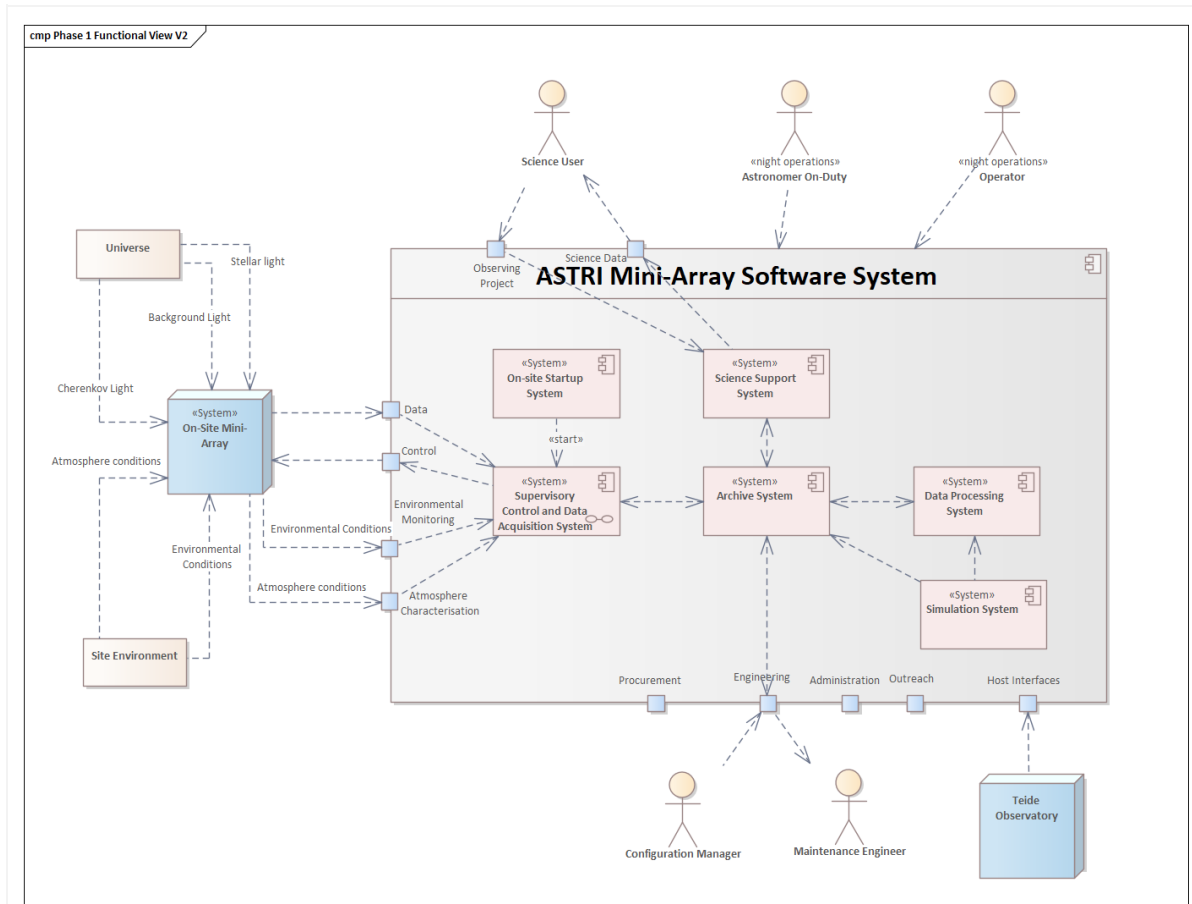 cmp Phase 1 Functional View V2
Science User
«night operations»
Astronomer On-Duty
«night operations»
Operator
Universe
Stellar light
Background Light
Cherenkov Light
Observing
Project
Science Data
ASTRI Mini-Array Software System
«System»
On-site Startup
System
«System»
Science Support
System
«System»
On-Site Mini-
Array
Data
«start»
Control
Atmosphere conditions
«System»
Supervisory
Control and Data
Acquisition System
«System»
Archive System
«System»
Data Processing
System
Environmental
Monitoring
Environmental Conditions
Environmental
Conditions
Atmosphere conditions
Atmosphere
Characterisation
«System»
Simulation System
Site Environment
Procurement
Engineering
Administration
Outreach
Host Interfaces
Configuration Manager
Maintenance Engineer
Teide
Observatory